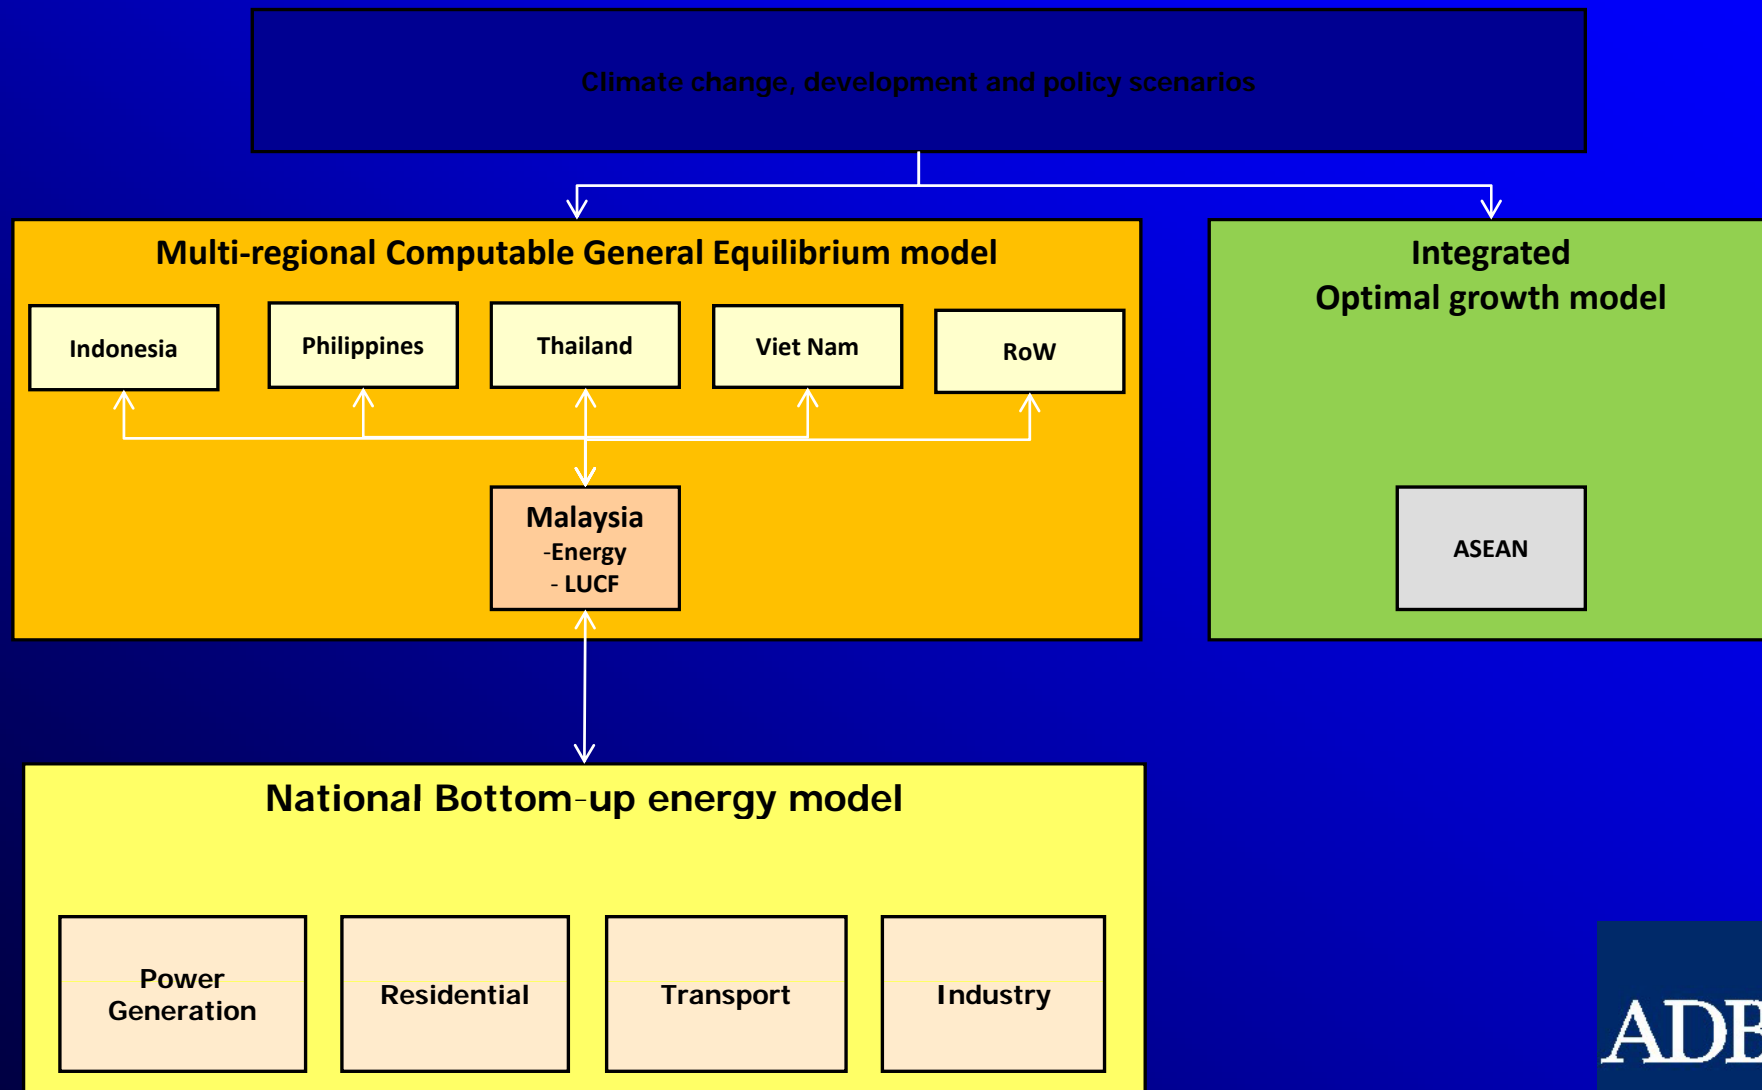 Climate change, development and policy scenarios
Multi-regional Computable General Equilibrium model
Indonesia
Philippines
Thailand
Viet Nam
RoW
Malaysia
-Energy
- LUCF
Integrated
Optimal growth model
ASEAN
National Bottom-up energy model
Power
Generation
Residential
Transport
Industry
ADB